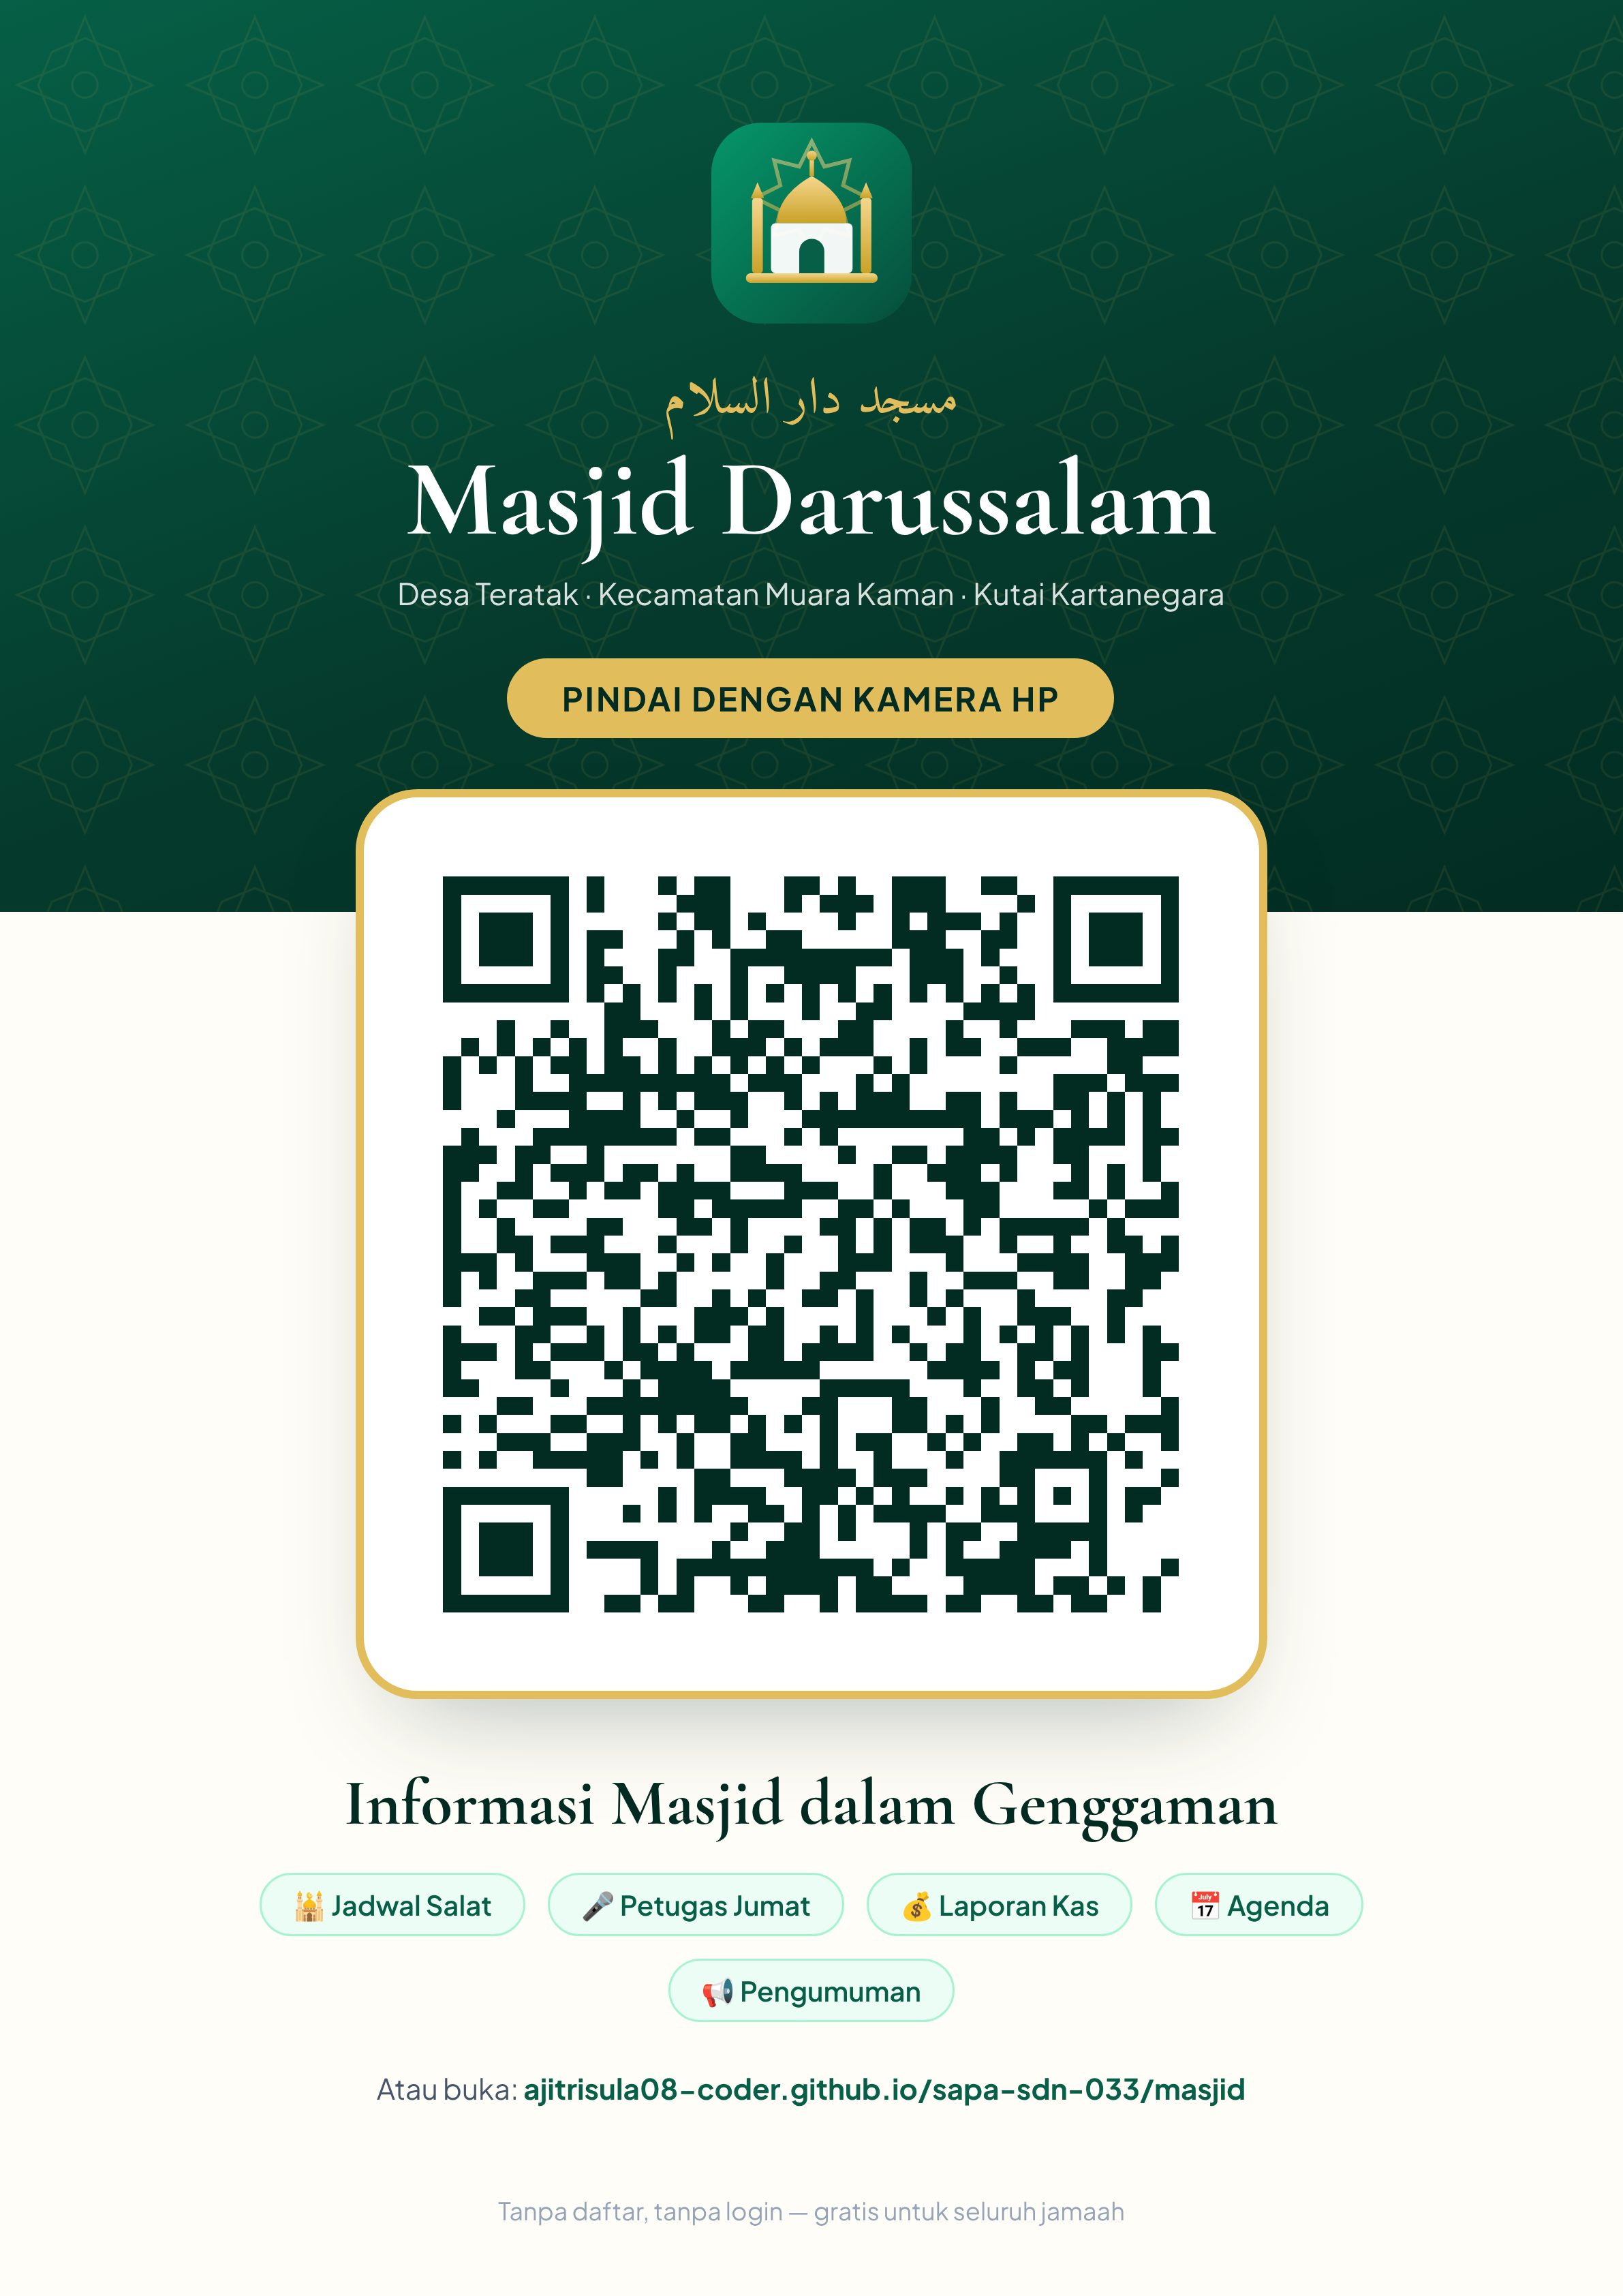 مسجد دار السلام
Masjid Darussalam
Desa Teratak · Kecamatan Muara Kaman · Kutai Kartanegara
PINDAI DENGAN KAMERA HP
Informasi Masjid dalam Genggaman
🕌 Jadwal Salat 🎤 Petugas Jumat 💰 Laporan Kas 📅 Agenda
📢 Pengumuman
Atau buka: ajitrisula08-coder.github.io/sapa-sdn-033/masjid
Tanpa daftar, tanpa login — gratis untuk seluruh jamaah